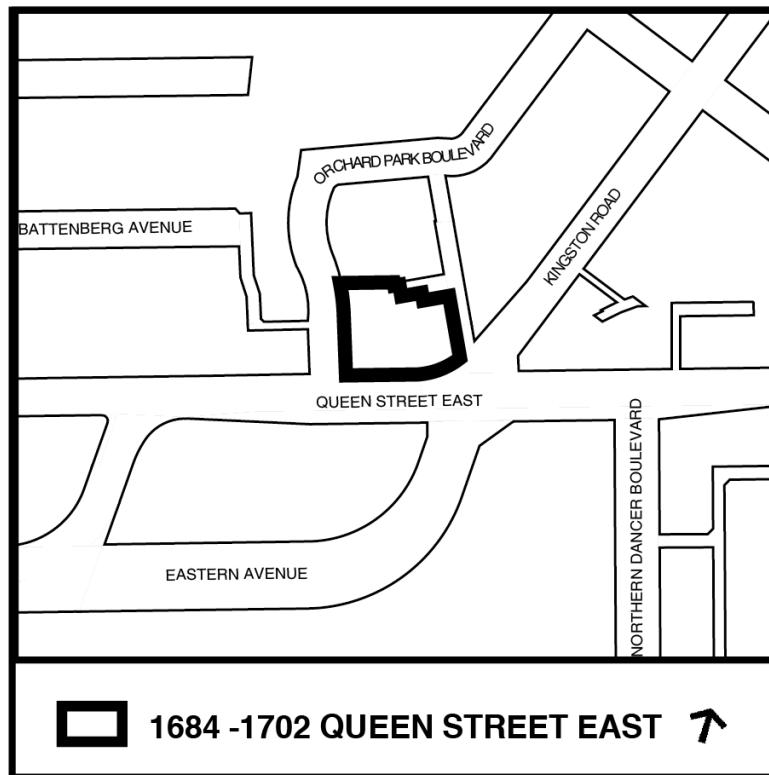 ORCHARD PARK BOULEVARD
BATTENBERG AVENUE
KINGSTON ROAD
QUEEN STREET EAST
NORTHERN DANCER BOULEVARD
EASTERN AVENUE
1684 -1702 QUEEN STREET EAST